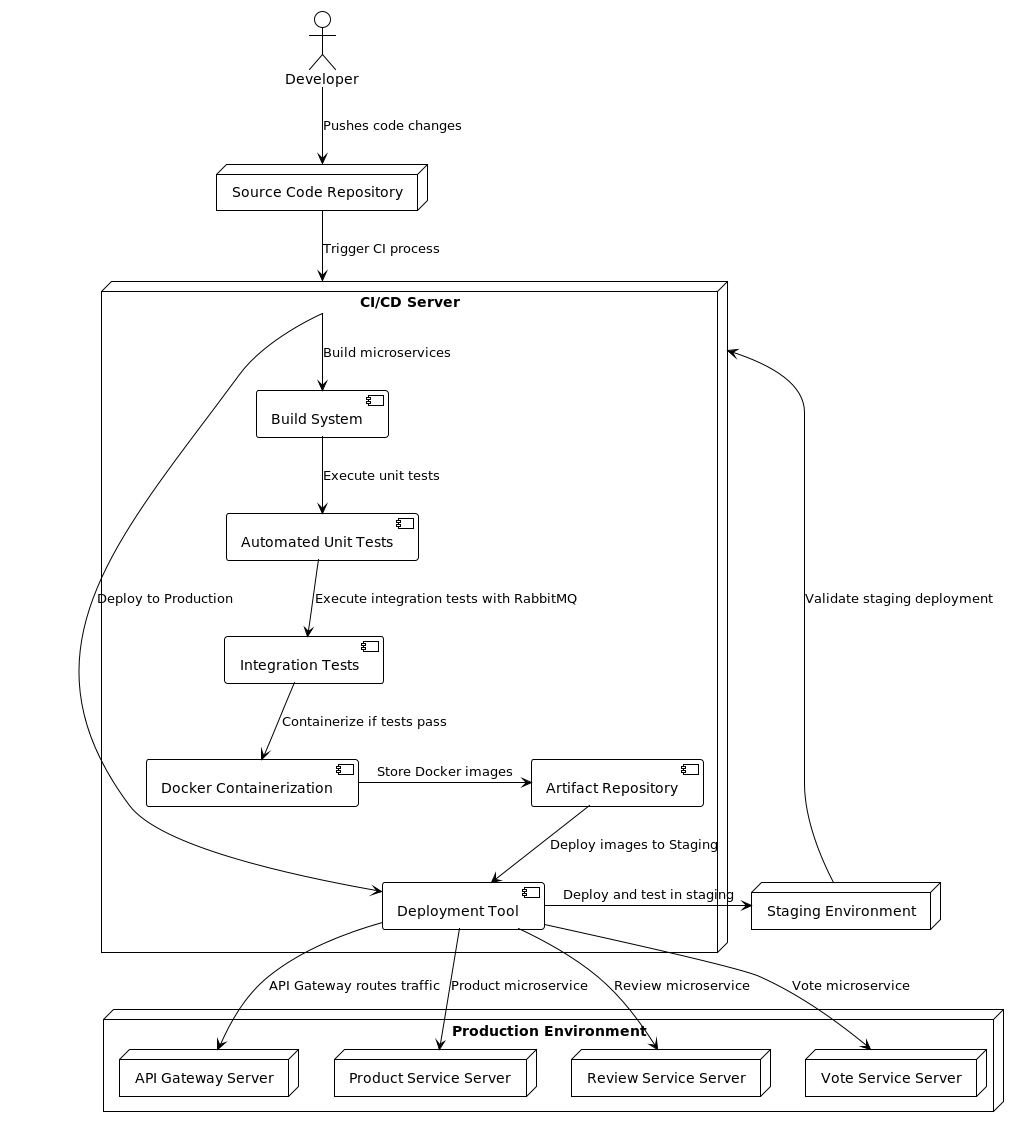 Developer
Pushes code changes
Source Code Repository
Trigger CI process
CI/CD Server
Build microservices
Build System
Execute unit tests
Automated Unit Tests
Deploy to Production
Execute integration tests with RabbitMQ
Validate staging deployment
Integration Tests
Containerize if tests pass
Store Docker images
Docker Containerization
Artifact Repository
Deploy images to Staging
Deploy and test in staging
Deployment Tool
Staging Environment
API Gateway routes traffic
Product microservice
Review microservice
Vote microservice
Production Environment
API Gateway Server
Product Service Server
Review Service Server
Vote Service Server